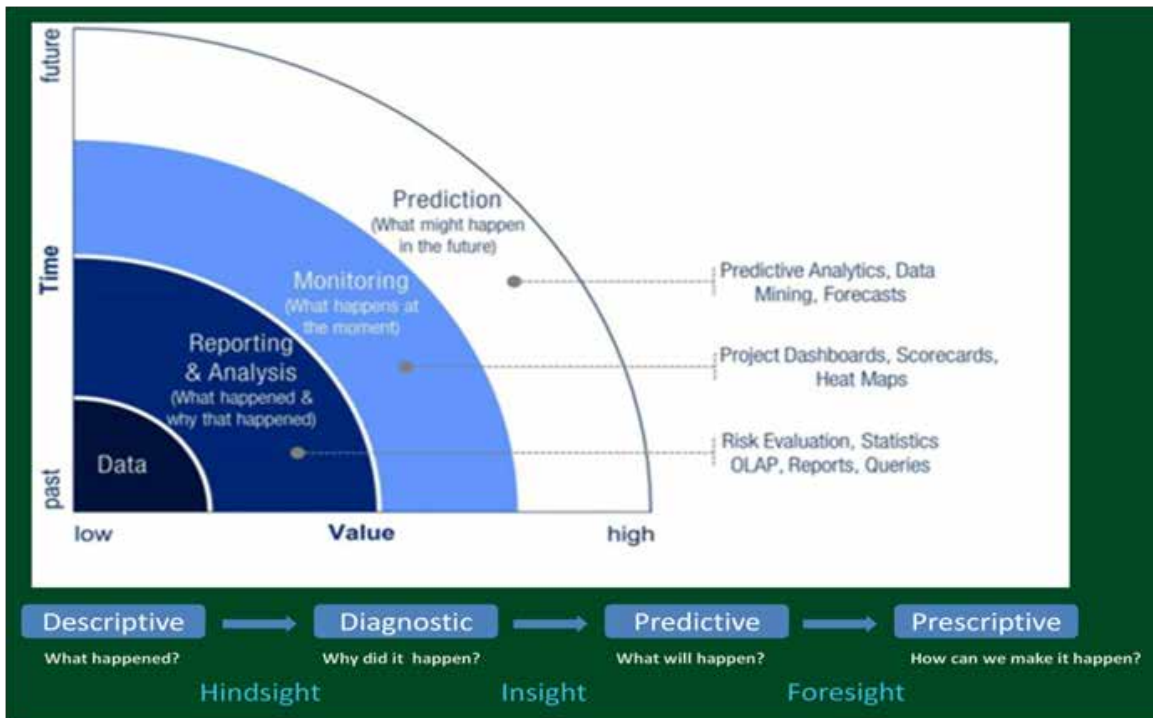 future
Time
past
Prediction
(What might happen
in the future)
Monitoring
(What happens at
the moment)
Reporting
& Analysis
(What happened &
why that happened)
Data
Predictive Analytics, Data
Mining, Forecasts
Project Dashboards, Scorecards,
Heat Maps
Risk Evaluation, Statistics
OLAP, Reports, Queries
low
Value
high
Descriptive
Diagnostic
Predictive
Prescriptive
What happened?
Why did it happen?
What will happen?
How can we make it happen?
Hindsight
Insight
Foresight